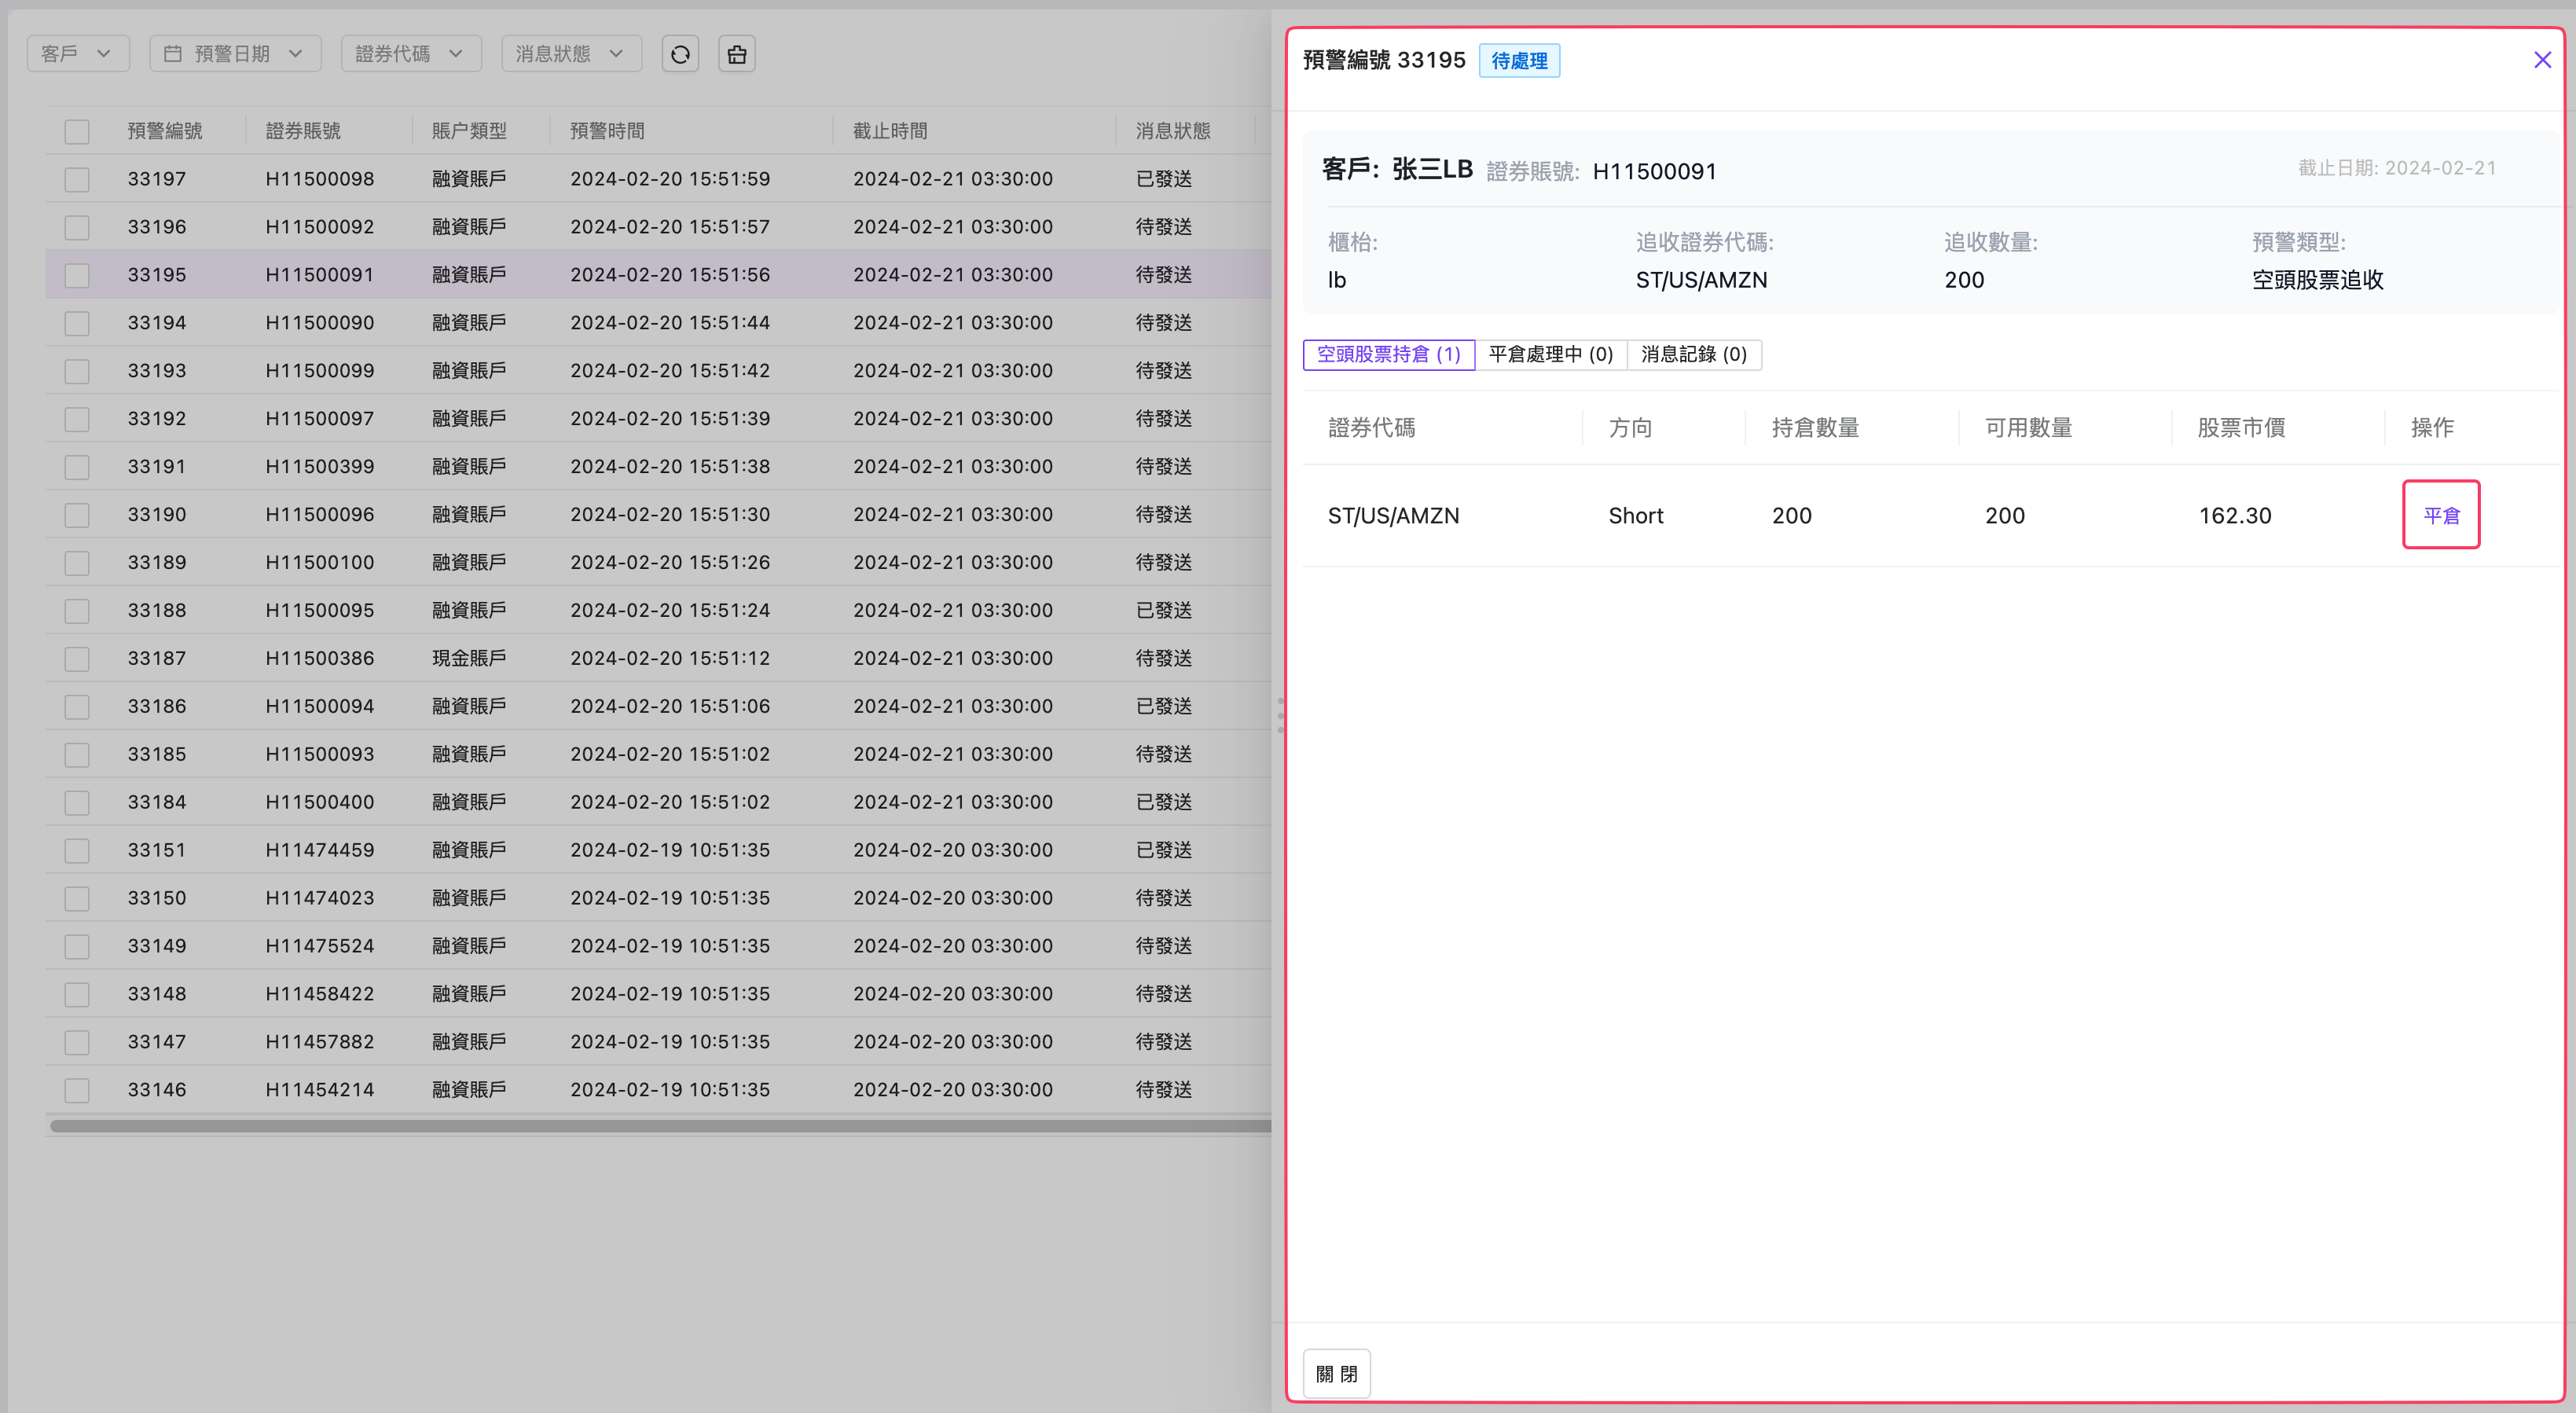 客戶 預警日期 證券代碼 消息狀態
預警編號 證券賬號 賬户類型 預警時間 截止時間 消息狀態
33197 H11500098 融資賬戶 2024-02-20 15:51:59 2024-02-21 03:30:00 已發送
33196 H11500092 融資賬戶 2024-02-20 15:51:57 2024-02-21 03:30:00 待發送
33195 H11500091 融資賬戶 2024-02-20 15:51:56 2024-02-21 03:30:00 待發送
33194 H11500090 融資賬戶 2024-02-20 15:51:44 2024-02-21 03:30:00 待發送
33193 H11500099 融資賬戶 2024-02-20 15:51:42 2024-02-21 03:30:00 待發送
33192 H11500097 融資賬戶 2024-02-20 15:51:39 2024-02-21 03:30:00 待發送
33191 H11500399 融資賬戶 2024-02-20 15:51:38 2024-02-21 03:30:00 待發送
33190 H11500096 融資賬戶 2024-02-20 15:51:30 2024-02-21 03:30:00 待發送
33189 H11500100 融資賬戶 2024-02-20 15:51:26 2024-02-21 03:30:00 待發送
33188 H11500095 融資賬戶 2024-02-20 15:51:24 2024-02-21 03:30:00 已發送
33187 H11500386 現金賬戶 2024-02-20 15:51:12 2024-02-21 03:30:00 待發送
33186 H11500094 融資賬戶 2024-02-20 15:51:06 2024-02-21 03:30:00 已發送
33185 H11500093 融資賬戶 2024-02-20 15:51:02 2024-02-21 03:30:00 待發送
33184 H11500400 融資賬戶 2024-02-20 15:51:02 2024-02-21 03:30:00 已發送
33151 H11474459 融資賬戶 2024-02-19 10:51:35 2024-02-20 03:30:00 已發送
33150 H11474023 融資賬戶 2024-02-19 10:51:35 2024-02-20 03:30:00 待發送
33149 H11475524 融資賬戶 2024-02-19 10:51:35 2024-02-20 03:30:00 待發送
33148 H11458422 融資賬戶 2024-02-19 10:51:35 2024-02-20 03:30:00 待發送
33147 H11457882 融資賬戶 2024-02-19 10:51:35 2024-02-20 03:30:00 待發送
33146 H11454214 融資賬戶 2024-02-19 10:51:35 2024-02-20 03:30:00 待發送
預警編號 33195 待處理
客戶: 张三LB 證券賬號: H11500091 截止日期: 2024-02-21
櫃枱: 追收證券代碼: 追收數量: 預警類型:
lb ST/US/AMZN 200 空頭股票追收
空頭股票持倉 (1) 平倉處理中 (0) 消息記錄 (0)
證券代碼 方向 持倉數量 可用數量 股票市價 操作
ST/US/AMZN Short 200 200 162.30 平倉
關 閉